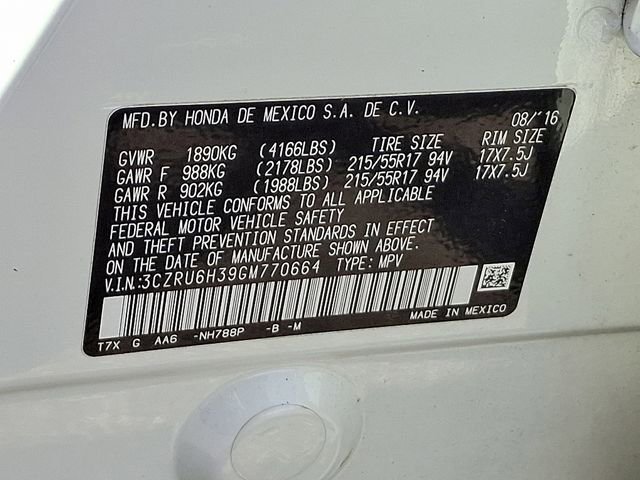 MFD. BY HONDA DE MEXICO S.A. DE C.V. 08/'16
TIRE SIZE RIM SIZE
GVWR 1890KG (4166LBS)
GAWR F 988KG (2178LBS) 215/55R17 94V 17X7.5J
GAWR R 902KG (1988LBS) 215/55R17 94V 17X7.5J
THIS VEHICLE CONFORMS TO ALL APPLICABLE
FEDERAL MOTOR VEHICLE SAFETY
AND THEFT PREVENTION STANDARDS IN EFFECT
ON THE DATE OF MANUFACTURE SHOWN ABOVE.
V.I.N.:3CZRU6H39GM770664 TYPE: MPV
T7X G AA6 -NH788P -B -M MADE IN MEXICO